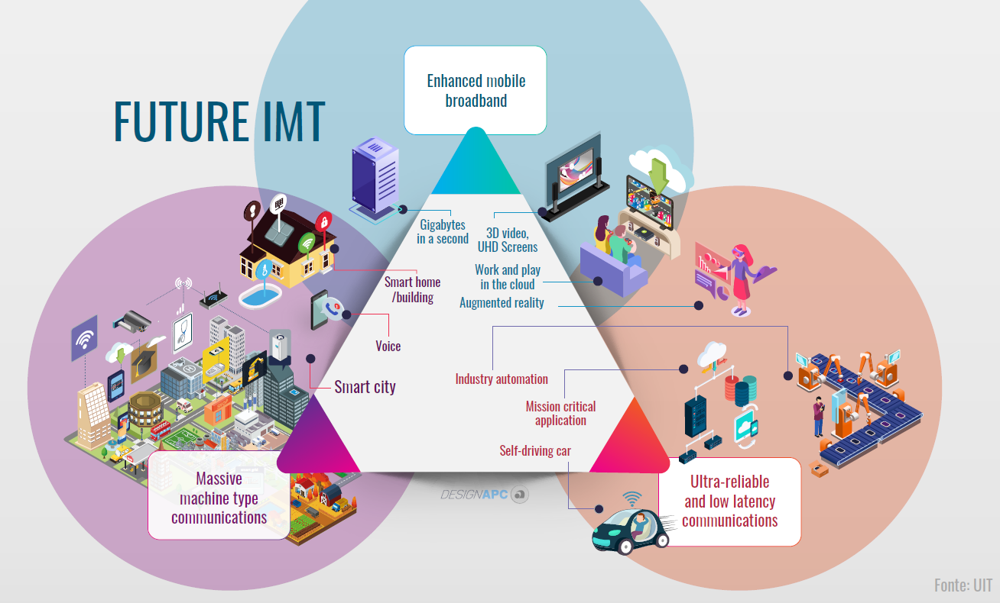 Enhanced mobile
broadband
FUTURE IMT
Gigabytes
in a second
3D video,
UHD Screens
Work and play
in the cloud
Augmented reality
Smart home
/building
Voice
Smart city
Industry automation
Mission critical
application
Self-driving car
Massive
machine type
communications
Ultra-reliable
and low latency
communications
DESIGNAPC
Fonte: UIT